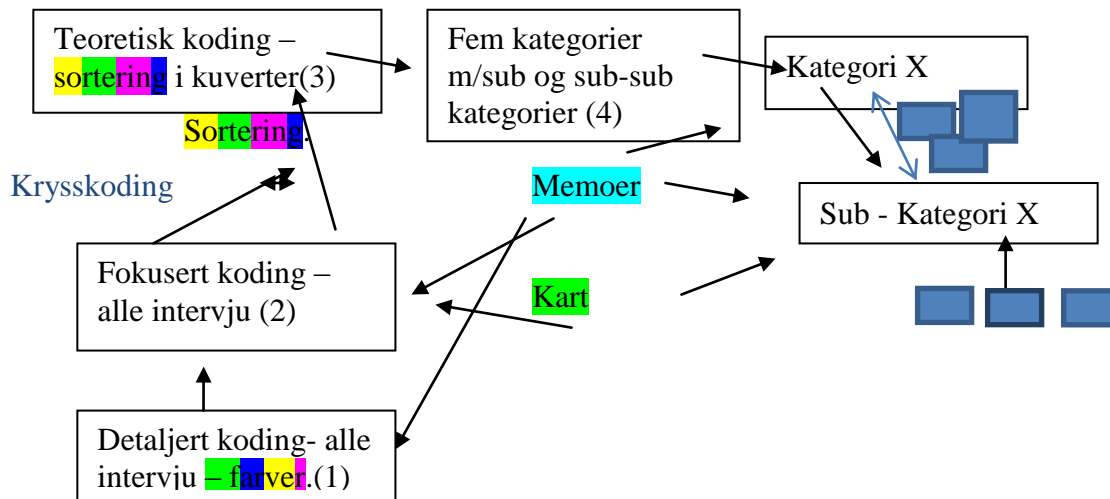 Teoretisk koding –
sortering i kuverter(3)
Fem kategorier
m/sub og sub-sub
kategorier (4)
Kategori X
Sortering.
Krysskoding
Memoer
Sub - Kategori X
Fokusert koding –
alle intervju (2)
Kart
Detaljert koding- alle
intervju – farver.(1)